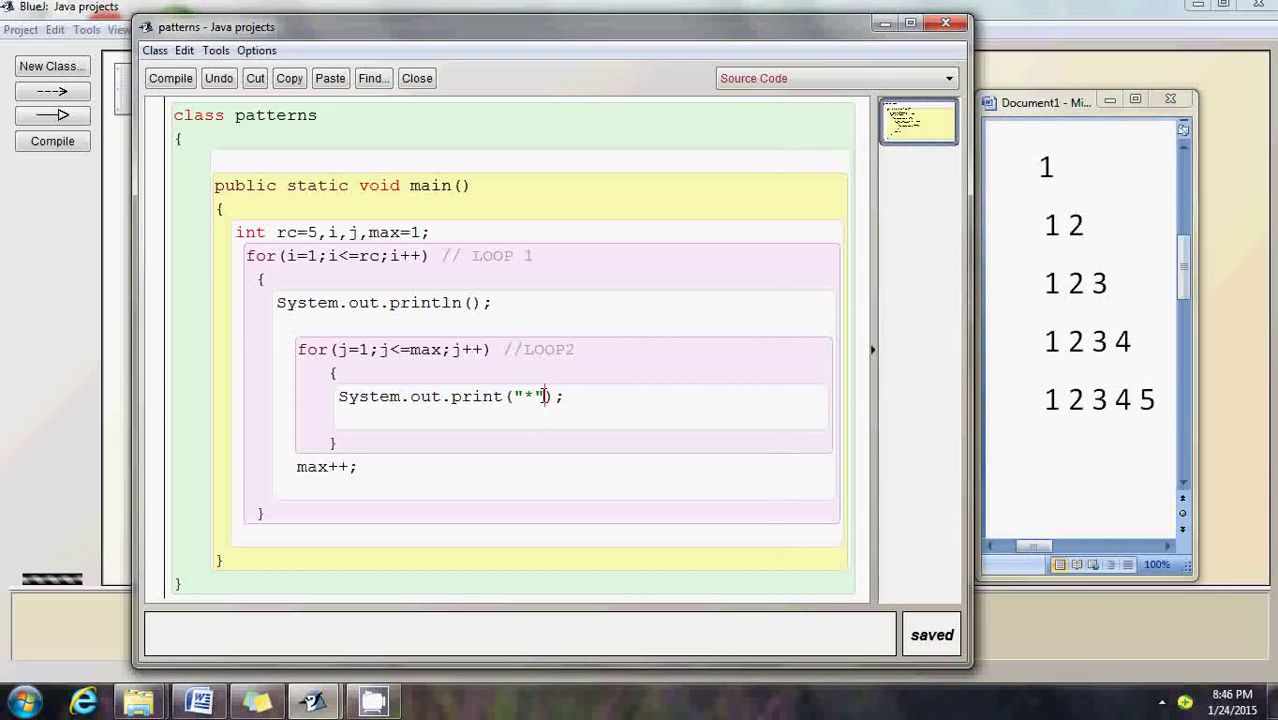 BlueJ: Java projects
Project Edit Tools View
New Class...
Compile
patterns - Java projects
Class Edit Tools Options
Compile Undo Cut Copy Paste Find... Close
Source Code
class patterns
{
public static void main()
{
int rc=5,i,j,max=1;
for(i=1;i<=rc;i++) // LOOP 1
{
System.out.println();
for(j=1;j<=max;j++) //LOOP2
{
System.out.print("*");
}
max++;
}
}
}
saved
Document1 - Mi...
1
1 2
1 2 3
1 2 3 4
1 2 3 4 5
100%
8:46 PM
1/24/2015